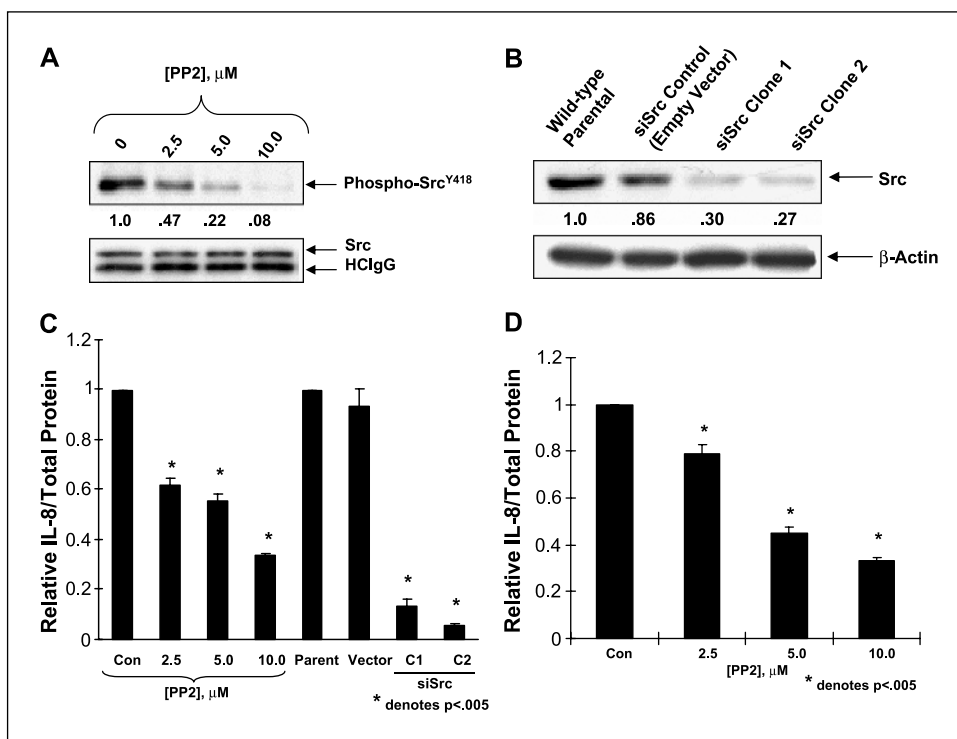 A
[PP2], μM
0 2.5 5.0 10.0
Phospho-Src^Y418
1.0 .47 .22 .08
Src
HCIgG
B
Wild-type
Parental
siSrc Control
(Empty Vector)
siSrc Clone 1
siSrc Clone 2
Src
1.0 .86 .30 .27
β-Actin
C
Relative IL-8/Total Protein
1.2
1
0.8
0.6
0.4
0.2
0
* * * * *
Con 2.5 5.0 10.0 Parent Vector C1 C2
[PP2], μM siSrc
* denotes p<.005
D
Relative IL-8/Total Protein
1.2
1
0.8
0.6
0.4
0.2
0
* * *
Con 2.5 5.0 10.0
[PP2], μM
* denotes p<.005